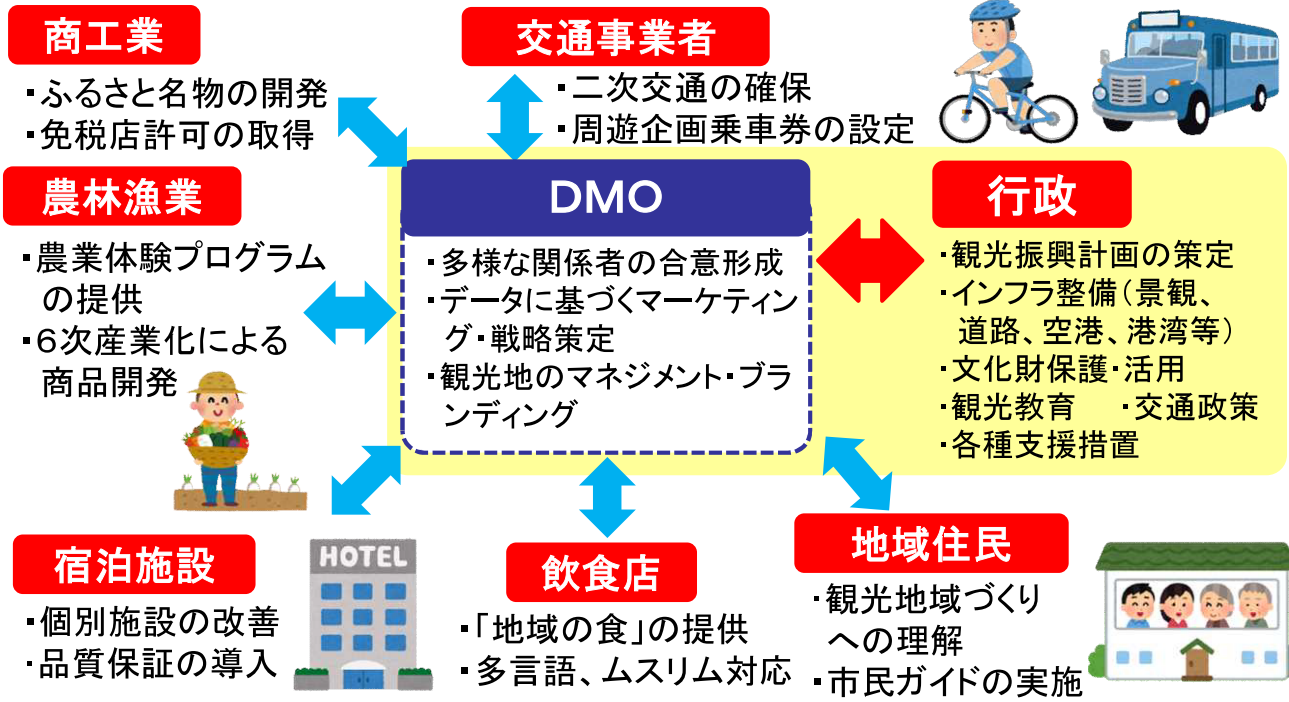 商工業
・ふるさと名物の開発
・免税店許可の取得
交通事業者
・二次交通の確保
・周遊企画乗車券の設定
農林漁業
・農業体験プログラム
の提供
・６次産業化による
商品開発
DMO
・多様な関係者の合意形成
・データに基づくマーケティン
グ・戦略策定
・観光地のマネジメント・ブラ
ンディング
行政
・観光振興計画の策定
・インフラ整備（景観、
道路、空港、港湾等）
・文化財保護・活用
・観光教育　・交通政策
・各種支援措置
宿泊施設
・個別施設の改善
・品質保証の導入
HOTEL
飲食店
・「地域の食」の提供
・多言語、ムスリム対応
地域住民
・観光地域づくり
への理解
・市民ガイドの実施